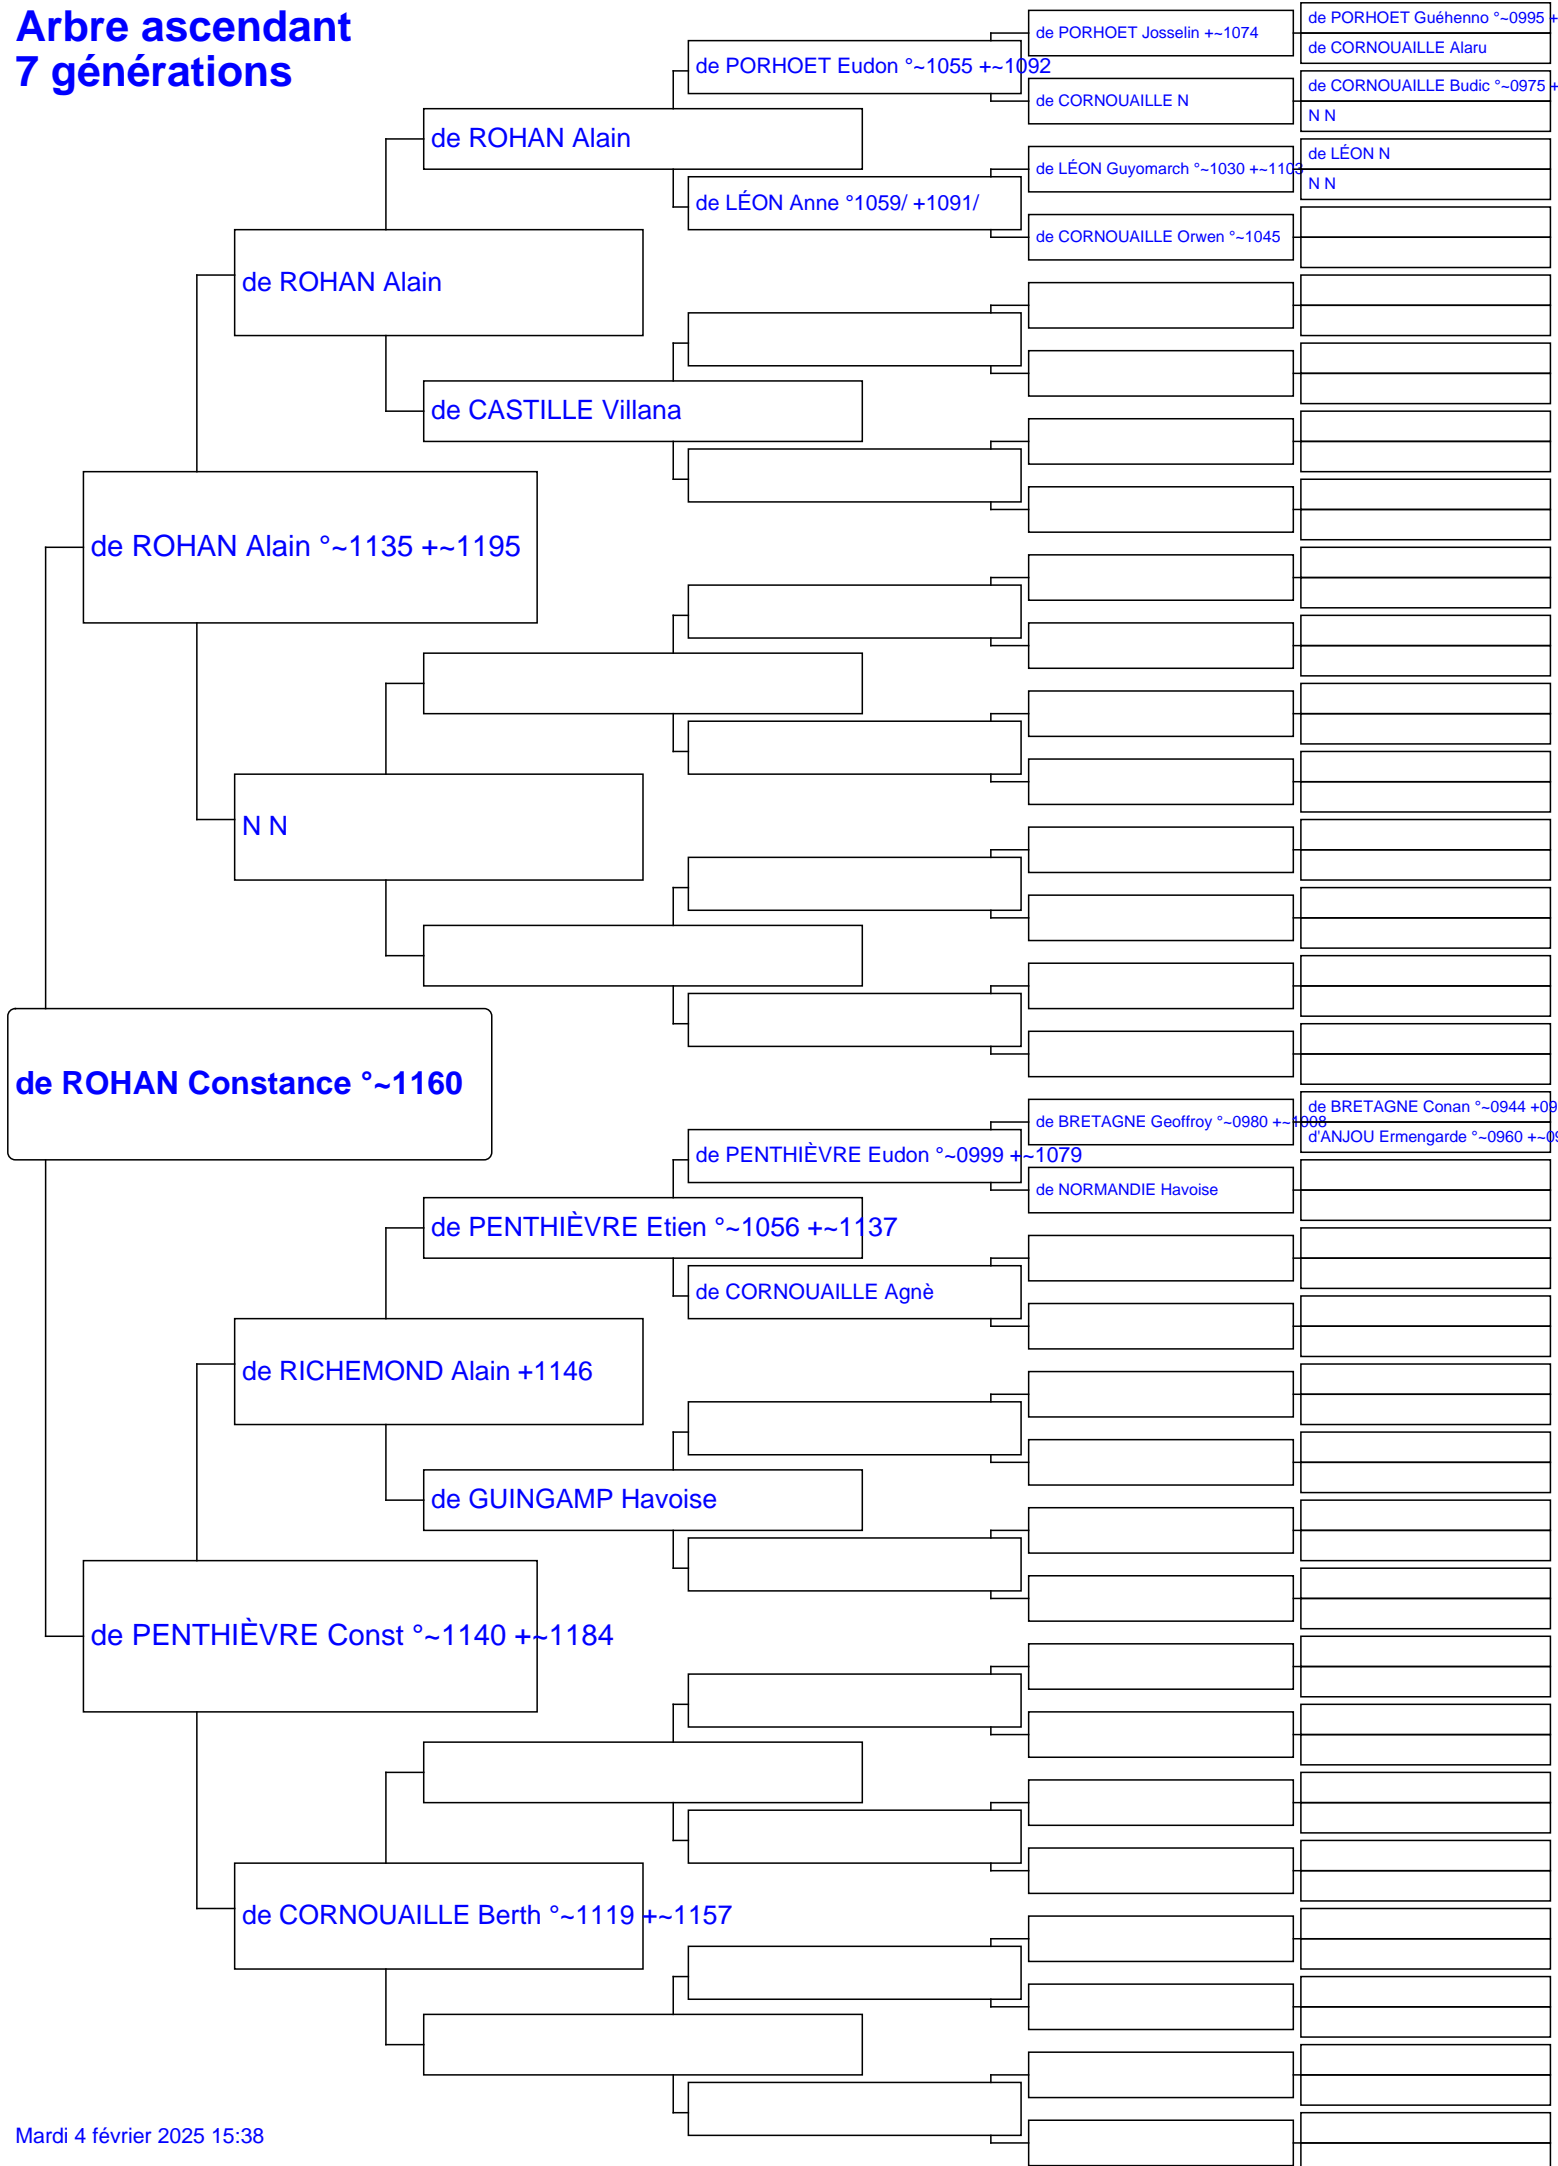 Arbre ascendant
7 générations
de PORHOET Guéhenno °~0995 +
de PORHOET Josselin +~1074
de CORNOUAILLE Alaru
de PORHOET Eudon °~1055 +~1092
de CORNOUAILLE Budic °~0975 +
de CORNOUAILLE N
N N
de ROHAN Alain
de LÉON N
de LÉON Guyomarch °~1030 +~1103
N N
de LÉON Anne °1059/ +1091/
de CORNOUAILLE Orwen °~1045
de ROHAN Alain
de CASTILLE Villana
de ROHAN Alain °~1135 +~1195
N N
de ROHAN Constance °~1160
de BRETAGNE Conan °~0944 +09
de BRETAGNE Geoffroy °~0980 +~1008
d'ANJOU Ermengarde °~0960 +~09
de PENTHIÈVRE Eudon °~0999 +~1079
de NORMANDIE Havoise
de PENTHIÈVRE Etien °~1056 +~1137
de CORNOUAILLE Agnè
de RICHEMOND Alain +1146
de GUINGAMP Havoise
de PENTHIÈVRE Const °~1140 +~1184
de CORNOUAILLE Berth °~1119 +~1157
Mardi 4 février 2025 15:38